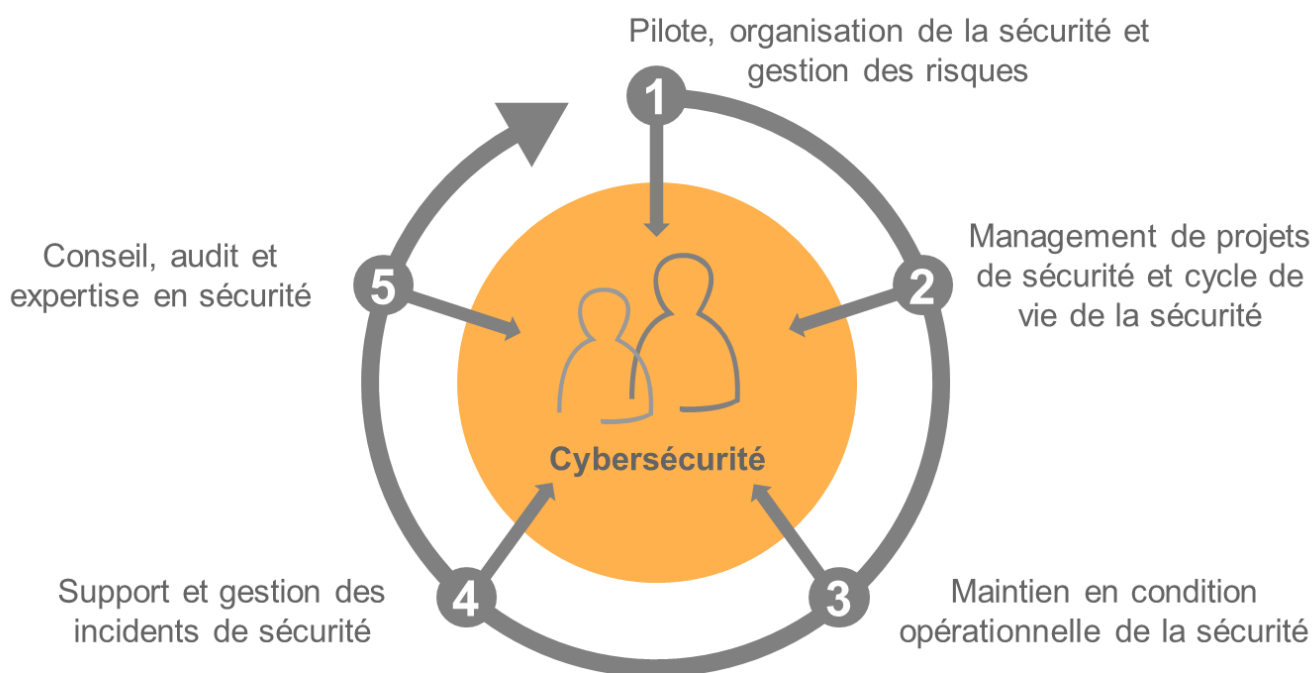 Pilote, organisation de la sécurité et
gestion des risques
1
Management de projets
de sécurité et cycle de
vie de la sécurité
2
Conseil, audit et
expertise en sécurité
5
Cybersécurité
Support et gestion des
incidents de sécurité
4
3
Maintien en condition
opérationnelle de la sécurité